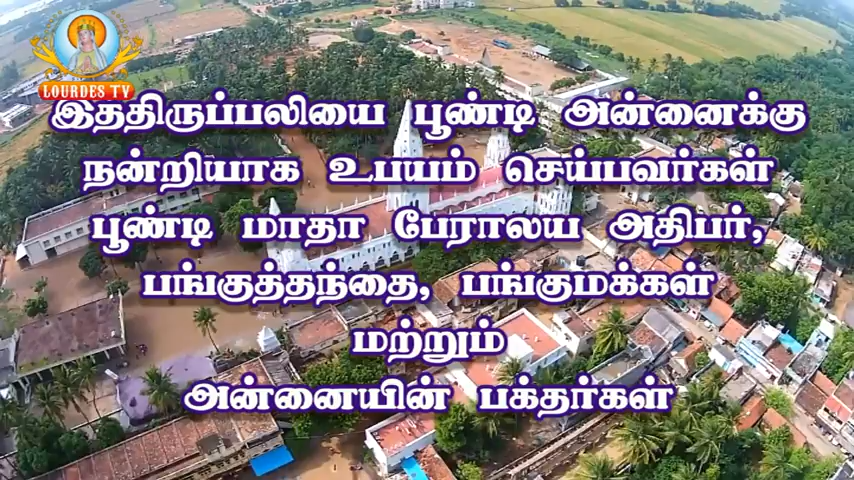 LOURDES TV
இத்திருப்பலியை பூண்டி அன்னைக்கு
நன்றியாக உபயம் செய்பவர்கள்
பூண்டி மாதா பேராலய அதிபர்,
பங்குத்தந்தை, பங்குமக்கள்
மற்றும்
அன்னையின் பக்தர்கள்